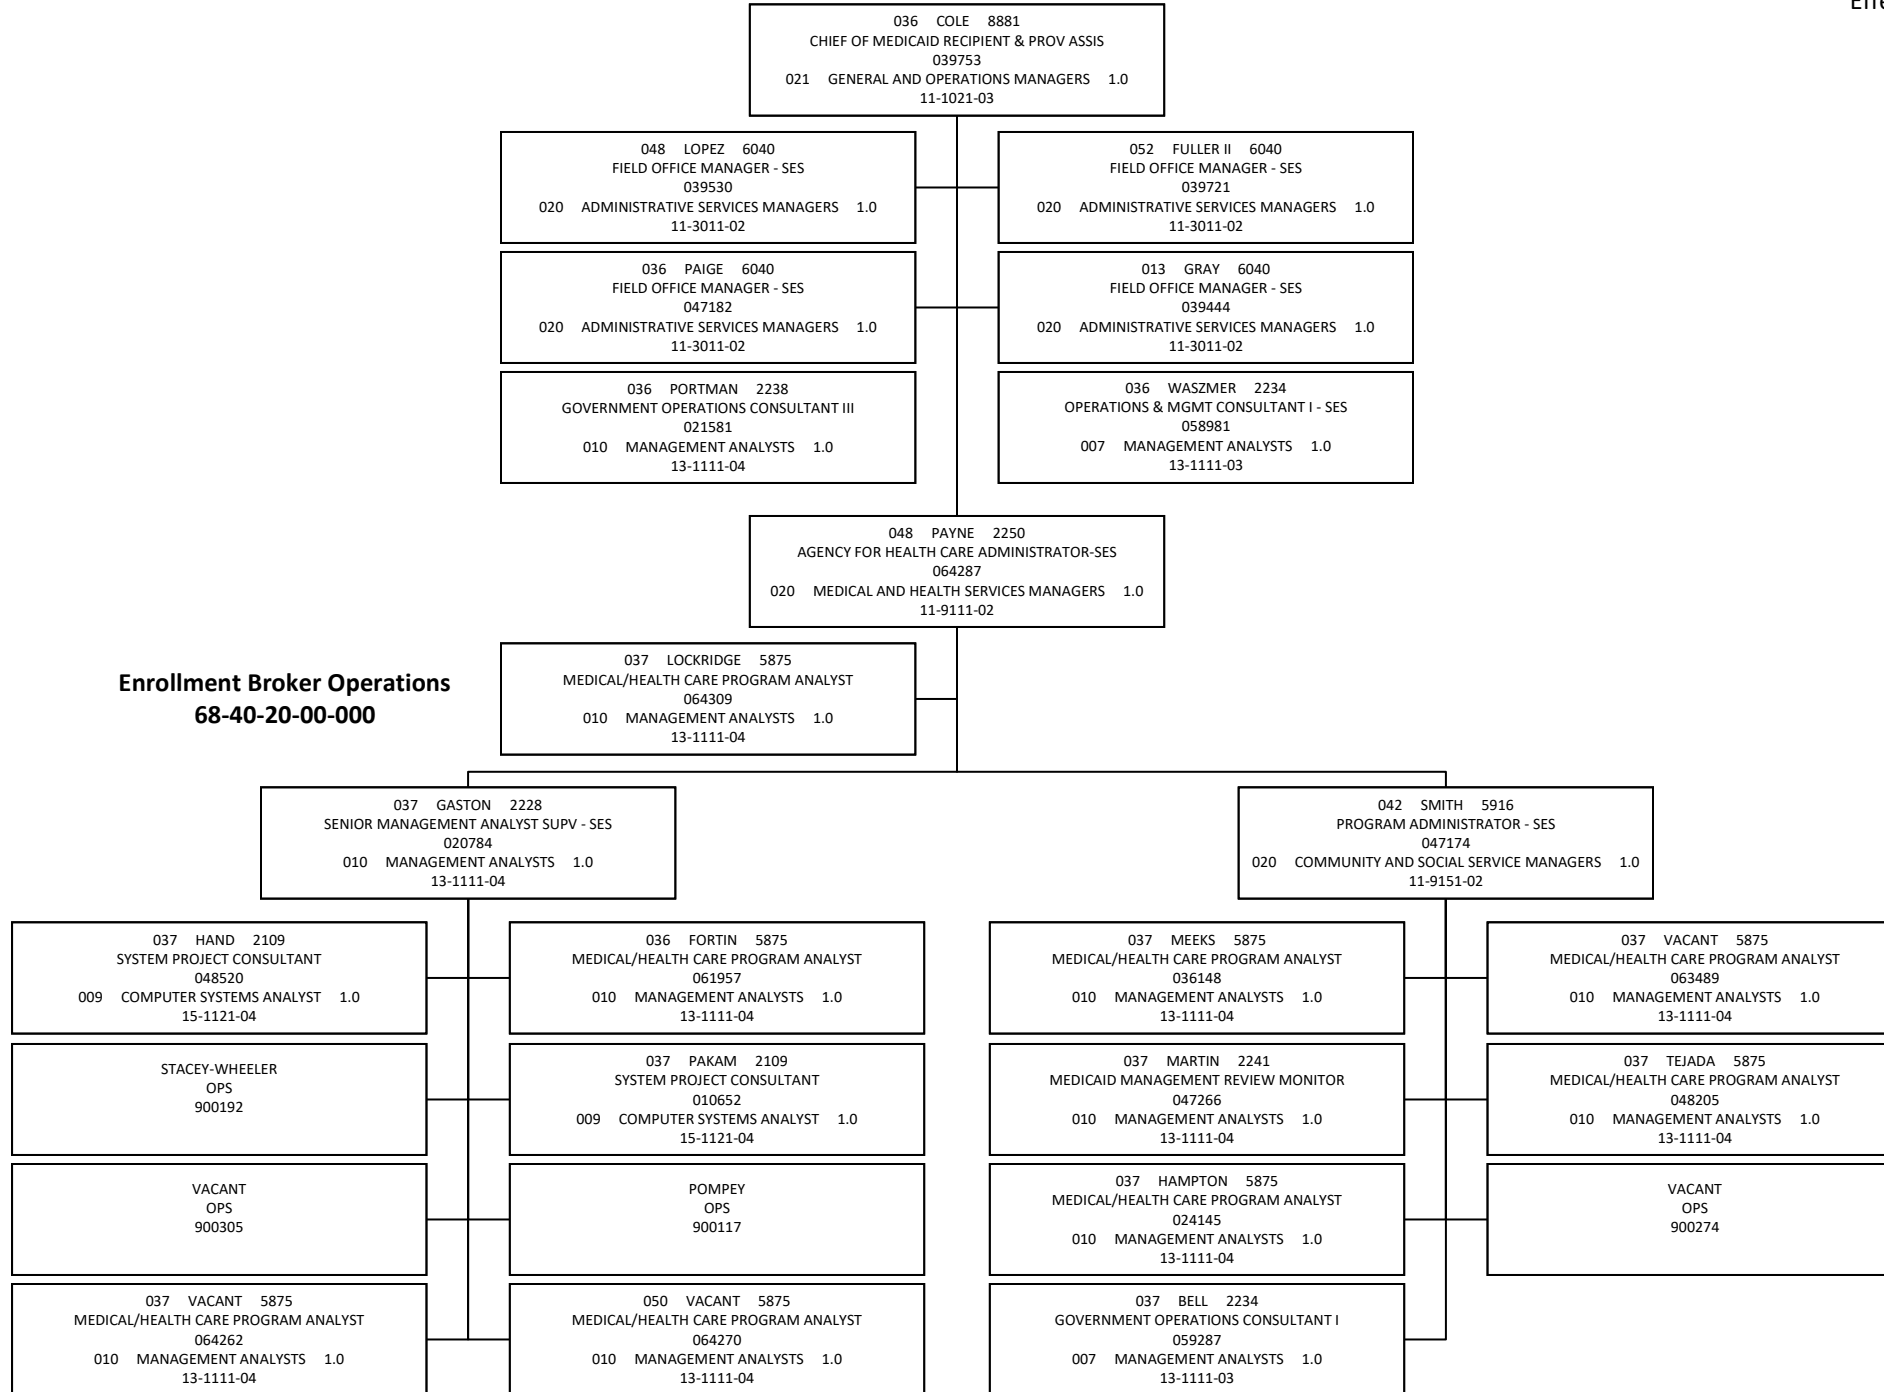 Effe
036 COLE 8881
CHIEF OF MEDICAID RECIPIENT & PROV ASSIS
039753
021 GENERAL AND OPERATIONS MANAGERS 1.0
11-1021-03
048 LOPEZ 6040
FIELD OFFICE MANAGER - SES
039530
020 ADMINISTRATIVE SERVICES MANAGERS 1.0
11-3011-02
052 FULLER II 6040
FIELD OFFICE MANAGER - SES
039721
020 ADMINISTRATIVE SERVICES MANAGERS 1.0
11-3011-02
036 PAIGE 6040
FIELD OFFICE MANAGER - SES
047182
020 ADMINISTRATIVE SERVICES MANAGERS 1.0
11-3011-02
013 GRAY 6040
FIELD OFFICE MANAGER - SES
039444
020 ADMINISTRATIVE SERVICES MANAGERS 1.0
11-3011-02
036 PORTMAN 2238
GOVERNMENT OPERATIONS CONSULTANT III
021581
010 MANAGEMENT ANALYSTS 1.0
13-1111-04
036 WASZMER 2234
OPERATIONS & MGMT CONSULTANT I - SES
058981
007 MANAGEMENT ANALYSTS 1.0
13-1111-03
048 PAYNE 2250
AGENCY FOR HEALTH CARE ADMINISTRATOR-SES
064287
020 MEDICAL AND HEALTH SERVICES MANAGERS 1.0
11-9111-02
Enrollment Broker Operations
68-40-20-00-000
037 LOCKRIDGE 5875
MEDICAL/HEALTH CARE PROGRAM ANALYST
064309
010 MANAGEMENT ANALYSTS 1.0
13-1111-04
037 GASTON 2228
SENIOR MANAGEMENT ANALYST SUPV - SES
020784
010 MANAGEMENT ANALYSTS 1.0
13-1111-04
042 SMITH 5916
PROGRAM ADMINISTRATOR - SES
047174
020 COMMUNITY AND SOCIAL SERVICE MANAGERS 1.0
11-9151-02
037 HAND 2109
SYSTEM PROJECT CONSULTANT
048520
009 COMPUTER SYSTEMS ANALYST 1.0
15-1121-04
036 FORTIN 5875
MEDICAL/HEALTH CARE PROGRAM ANALYST
061957
010 MANAGEMENT ANALYSTS 1.0
13-1111-04
037 MEEKS 5875
MEDICAL/HEALTH CARE PROGRAM ANALYST
036148
010 MANAGEMENT ANALYSTS 1.0
13-1111-04
037 VACANT 5875
MEDICAL/HEALTH CARE PROGRAM ANALYST
063489
010 MANAGEMENT ANALYSTS 1.0
13-1111-04
STACEY-WHEELER
OPS
900192
037 PAKAM 2109
SYSTEM PROJECT CONSULTANT
010652
009 COMPUTER SYSTEMS ANALYST 1.0
15-1121-04
037 MARTIN 2241
MEDICAID MANAGEMENT REVIEW MONITOR
047266
010 MANAGEMENT ANALYSTS 1.0
13-1111-04
037 TEJADA 5875
MEDICAL/HEALTH CARE PROGRAM ANALYST
048205
010 MANAGEMENT ANALYSTS 1.0
13-1111-04
VACANT
OPS
900305
POMPEY
OPS
900117
037 HAMPTON 5875
MEDICAL/HEALTH CARE PROGRAM ANALYST
024145
010 MANAGEMENT ANALYSTS 1.0
13-1111-04
VACANT
OPS
900274
037 VACANT 5875
MEDICAL/HEALTH CARE PROGRAM ANALYST
064262
010 MANAGEMENT ANALYSTS 1.0
13-1111-04
050 VACANT 5875
MEDICAL/HEALTH CARE PROGRAM ANALYST
064270
010 MANAGEMENT ANALYSTS 1.0
13-1111-04
037 BELL 2234
GOVERNMENT OPERATIONS CONSULTANT I
059287
007 MANAGEMENT ANALYSTS 1.0
13-1111-03